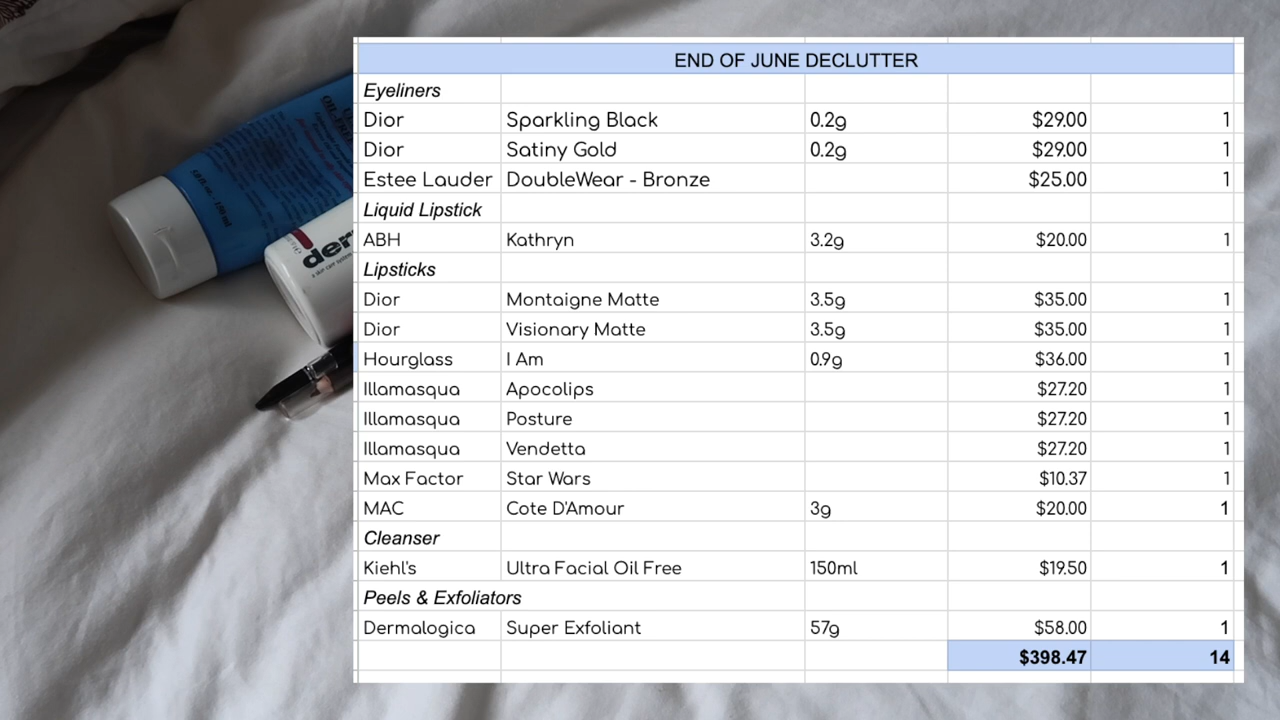 END OF JUNE DECLUTTER
Eyeliners
Dior Sparkling Black 0.2g $29.00 1
Dior Satiny Gold 0.2g $29.00 1
Estee Lauder DoubleWear - Bronze $25.00 1
Liquid Lipstick
ABH Kathryn 3.2g $20.00 1
Lipsticks
Dior Montaigne Matte 3.5g $35.00 1
Dior Visionary Matte 3.5g $35.00 1
Hourglass I Am 0.9g $36.00 1
Illamasqua Apocolips $27.20 1
Illamasqua Posture $27.20 1
Illamasqua Vendetta $27.20 1
Max Factor Star Wars $10.37 1
MAC Cote D'Amour 3g $20.00 1
Cleanser
Kiehl's Ultra Facial Oil Free 150ml $19.50 1
Peels & Exfoliators
Dermalogica Super Exfoliant 57g $58.00 1
$398.47 14
der